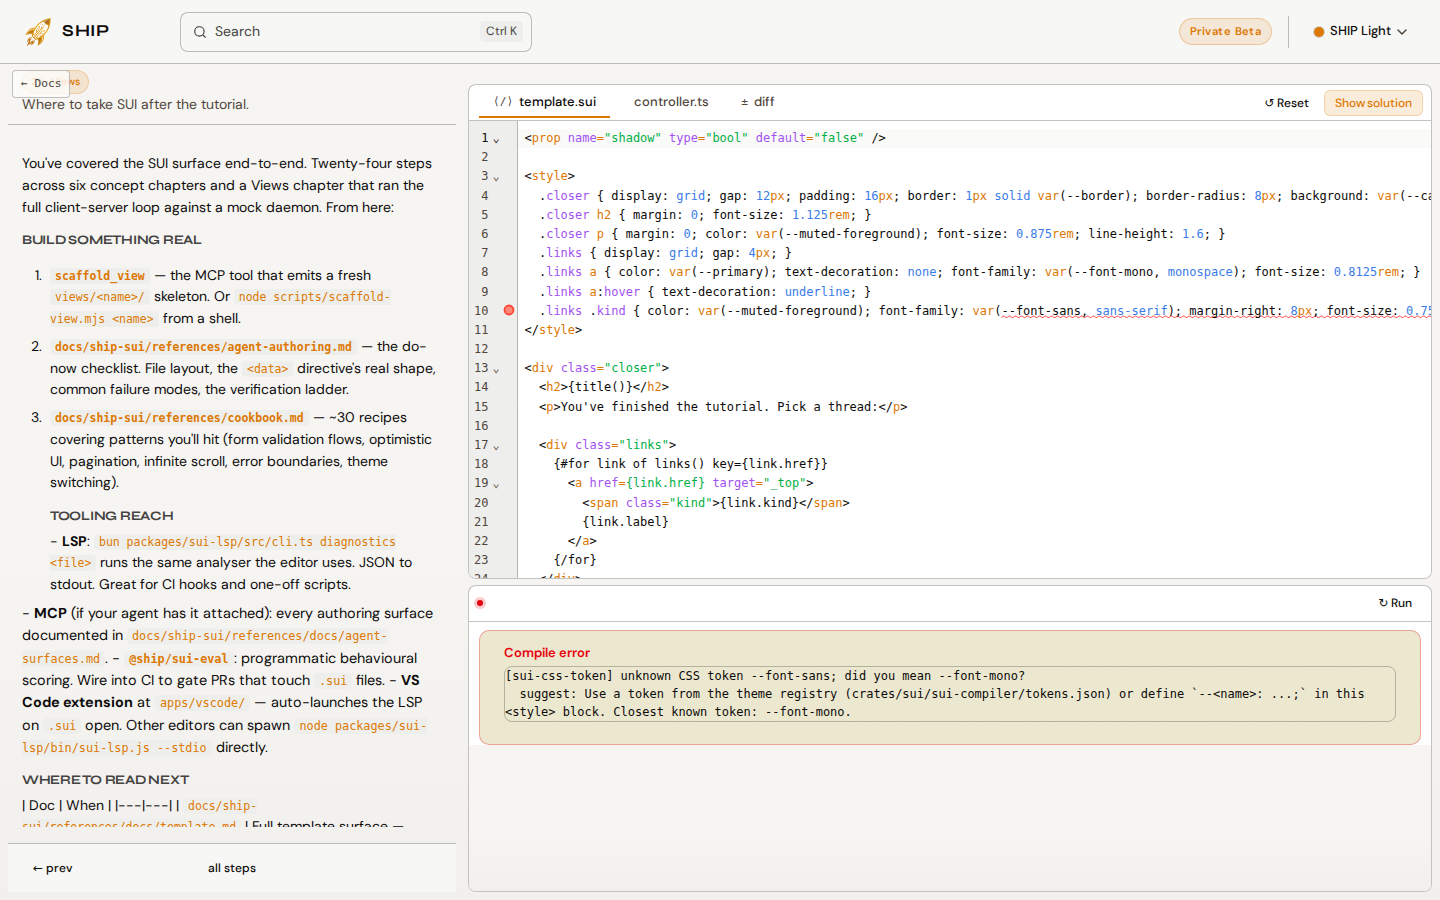 SHIP
Search
Ctrl K
Private Beta
SHIP Light
← Docs
Where to take SUI after the tutorial.
You've covered the SUI surface end-to-end. Twenty-four steps
across six concept chapters and a Views chapter that ran the
full client-server loop against a mock daemon. From here:
BUILD SOMETHING REAL
1. scaffold_view — the MCP tool that emits a fresh
views/<name>/ skeleton. Or node scripts/scaffold-
view.mjs <name> from a shell.
2. docs/ship-sui/references/agent-authoring.md — the do-
now checklist. File layout, the <data> directive's real shape,
common failure modes, the verification ladder.
3. docs/ship-sui/references/cookbook.md — ~30 recipes
covering patterns you'll hit (form validation flows, optimistic
UI, pagination, infinite scroll, error boundaries, theme
switching).
TOOLING REACH
- LSP: bun packages/sui-lsp/src/cli.ts diagnostics
<file> runs the same analyser the editor uses. JSON to
stdout. Great for CI hooks and one-off scripts.
- MCP (if your agent has it attached): every authoring surface
documented in docs/ship-sui/references/docs/agent-
surfaces.md . - @ship/sui-eval : programmatic behavioural
scoring. Wire into CI to gate PRs that touch .sui files. - VS
Code extension at apps/vscode/ — auto-launches the LSP
on .sui open. Other editors can spawn node packages/sui-
lsp/bin/sui-lsp.js --stdio directly.
WHERE TO READ NEXT
| Doc | When | |---|---| | docs/ship-
sui/references/docs/template.md | Full template surface —
← prev
all steps
template.sui
controller.ts
± diff
↺ Reset
Show solution
1 <prop name="shadow" type="bool" default="false" />
2
3 <style>
4 .closer { display: grid; gap: 12px; padding: 16px; border: 1px solid var(--border); border-radius: 8px; background: var(--ca
5 .closer h2 { margin: 0; font-size: 1.125rem; }
6 .closer p { margin: 0; color: var(--muted-foreground); font-size: 0.875rem; line-height: 1.6; }
7 .links { display: grid; gap: 4px; }
8 .links a { color: var(--primary); text-decoration: none; font-family: var(--font-mono, monospace); font-size: 0.8125rem; }
9 .links a:hover { text-decoration: underline; }
10 .links .kind { color: var(--muted-foreground); font-family: var(--font-sans, sans-serif); margin-right: 8px; font-size: 0.75
11 </style>
12
13 <div class="closer">
14 <h2>{title()}</h2>
15 <p>You've finished the tutorial. Pick a thread:</p>
16
17 <div class="links">
18 {#for link of links() key={link.href}}
19 <a href={link.href} target="_top">
20 <span class="kind">{link.kind}</span>
21 {link.label}
22 </a>
23 {/for}
24 </div>
↻ Run
Compile error
[sui-css-token] unknown CSS token --font-sans; did you mean --font-mono?
suggest: Use a token from the theme registry (crates/sui/sui-compiler/tokens.json) or define `--<name>: ...;` in this
<style> block. Closest known token: --font-mono.